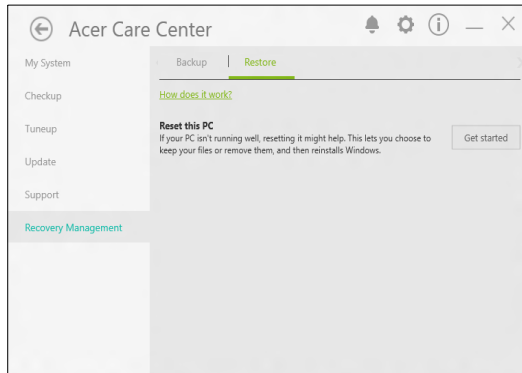 Acer Care Center
My System
Checkup
Tuneup
Update
Support
Recovery Management
Backup
Restore
How does it work?
Reset this PC
If your PC isn't running well, resetting it might help. This lets you choose to
keep your files or remove them, and then reinstalls Windows.
Get started